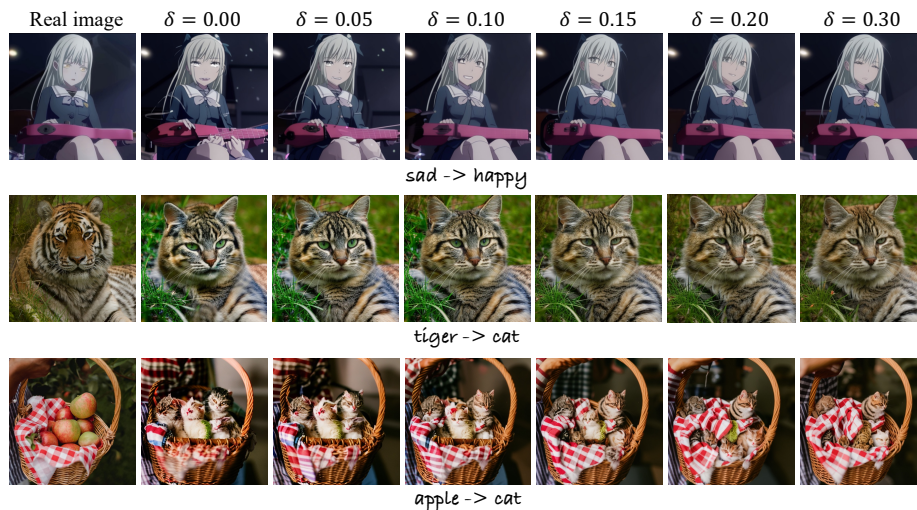 Real image δ = 0.00 δ = 0.05 δ = 0.10 δ = 0.15 δ = 0.20 δ = 0.30
sad -> happy
tiger -> cat
apple -> cat